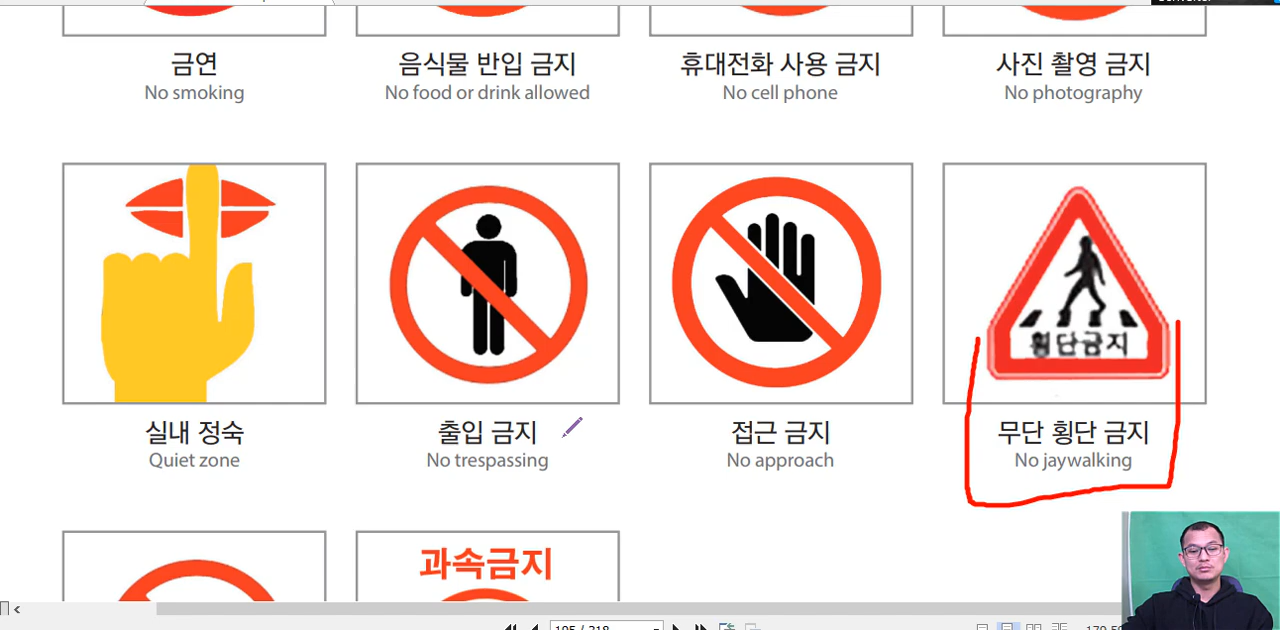 금연
No smoking
음식물 반입 금지
No food or drink allowed
휴대전화 사용 금지
No cell phone
사진 촬영 금지
No photography
횡단금지
실내 정숙
Quiet zone
출입 금지
No trespassing
접근 금지
No approach
무단 횡단 금지
No jaywalking
과속금지